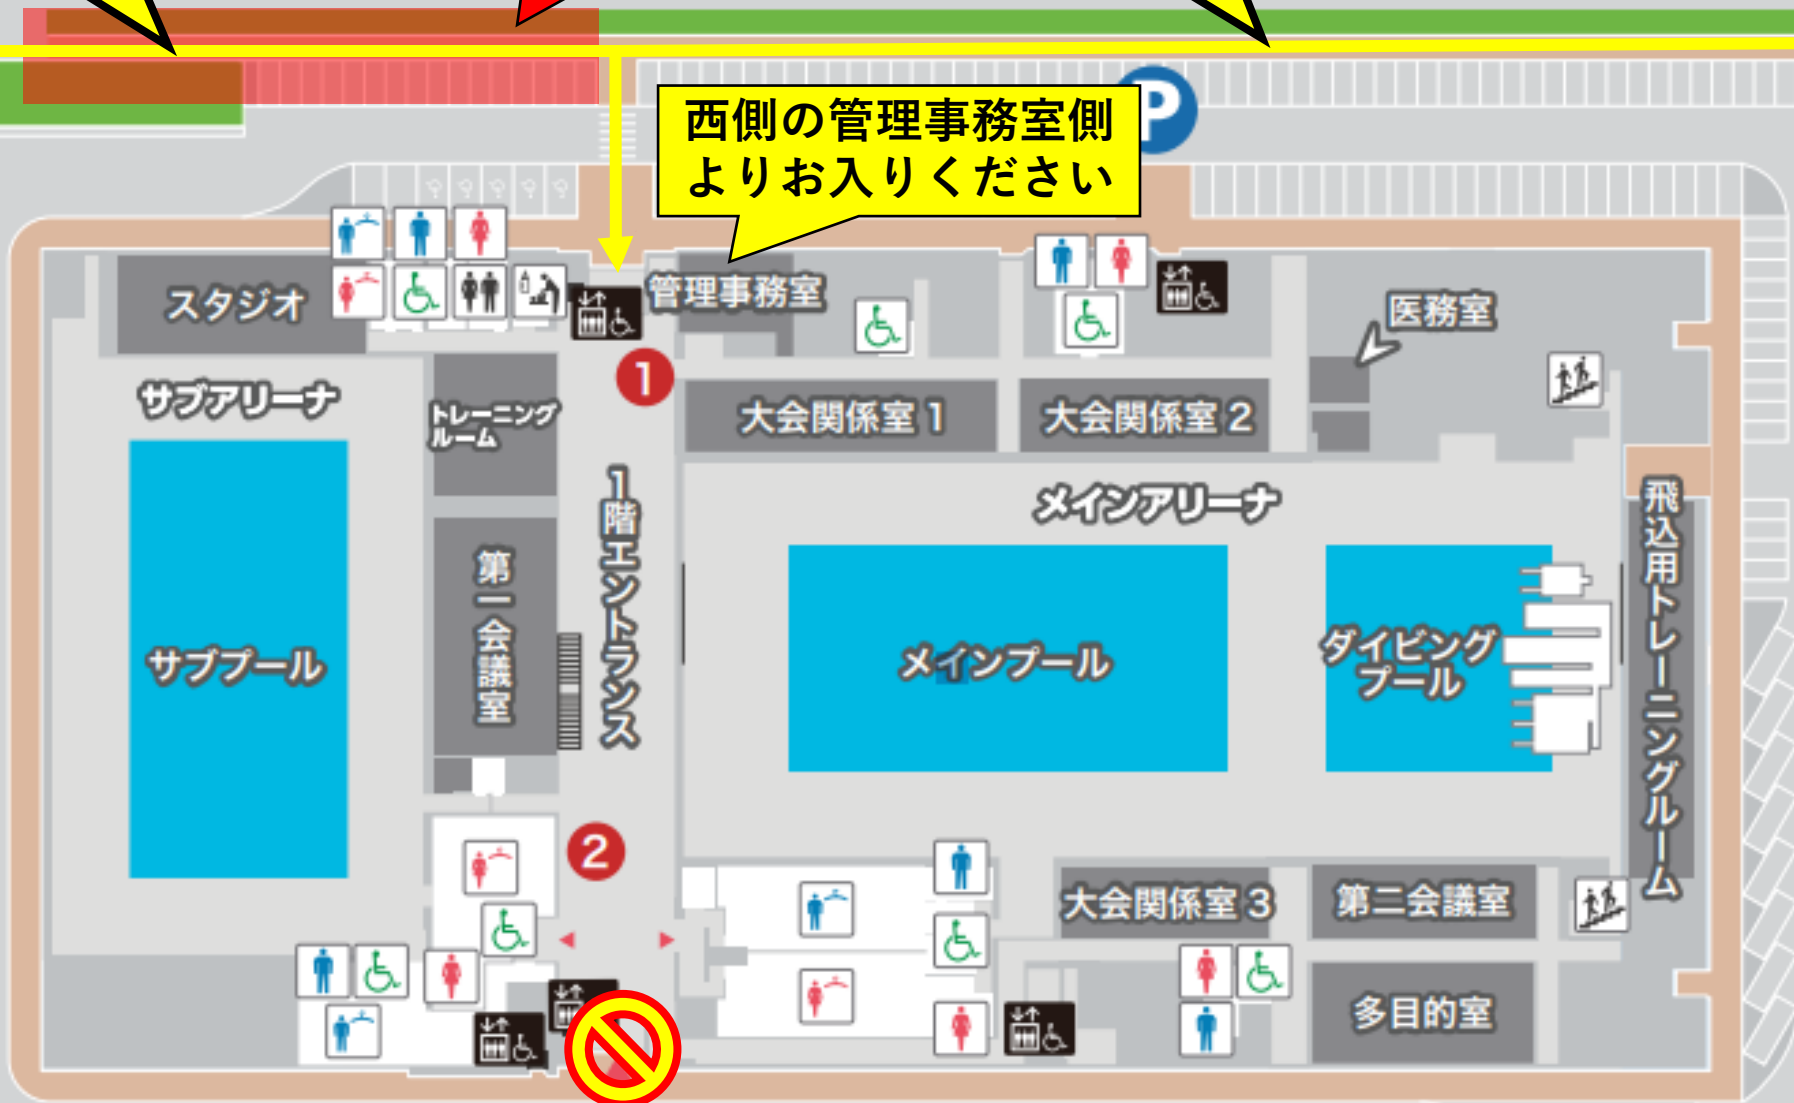 P
西側の管理事務室側
よりお入りください
スタジオ
管理事務室
医務室
1
サブアリーナ
トレーニング
ルーム
大会関係室1
大会関係室2
1階エントランス
メインアリーナ
飛込用トレーニングルーム
第一会議室
サブプール
メインプール
ダイビング
プール
2
大会関係室3
第二会議室
多目的室